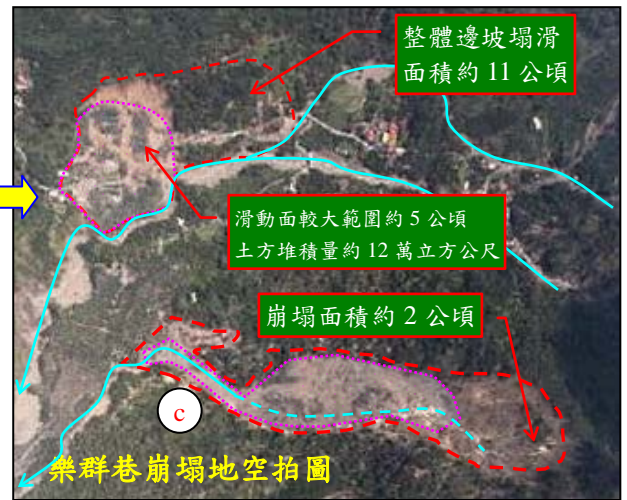 整體邊坡塌滑
面積約 11 公頃
滑動面較大範圍約 5 公頃
土方堆積量約 12 萬立方公尺
崩塌面積約 2 公頃
c
樂群巷崩塌地空拍圖